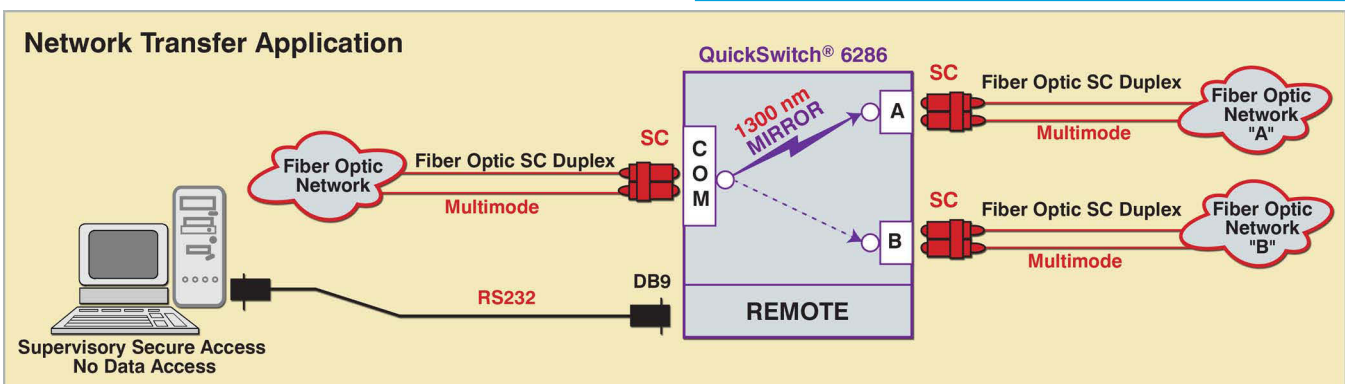 Network Transfer Application
QuickSwitch® 6286
SC
Fiber Optic SC Duplex
Multimode
Fiber Optic
Network
"A"
1300 nm
MIRROR
A
SC
Fiber Optic SC Duplex
Multimode
Fiber Optic
Network
COM
B
SC
Fiber Optic SC Duplex
Multimode
Fiber Optic
Network
"B"
DB9
RS232
REMOTE
Supervisory Secure Access
No Data Access